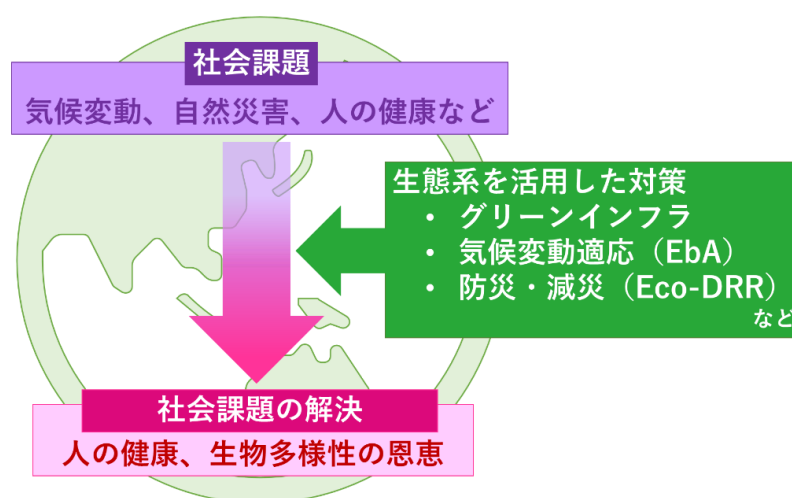 社会課題
気候変動、自然災害、人の健康など
生態系を活用した対策
• グリーンインフラ
• 気候変動適応（EbA）
• 防災・減災（Eco-DRR）
など
社会課題の解決
人の健康、生物多様性の恩恵